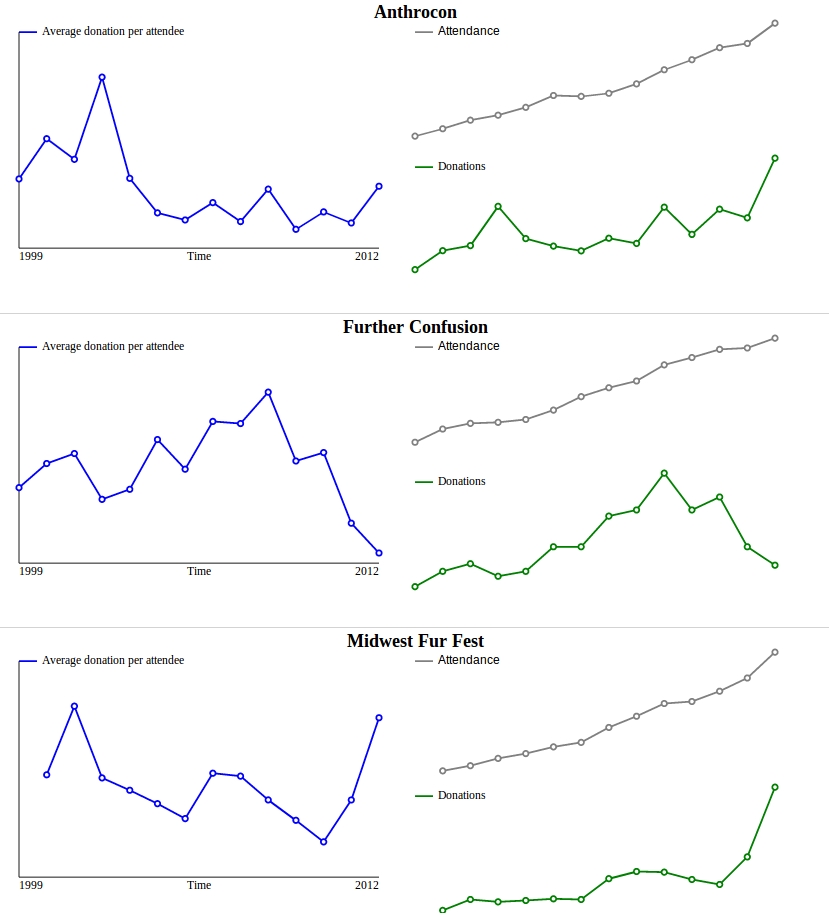 Anthrocon
Average donation per attendee
Attendance
Donations
1999 Time 2012
Further Confusion
Average donation per attendee
Attendance
Donations
1999 Time 2012
Midwest Fur Fest
Average donation per attendee
Attendance
Donations
1999 Time 2012